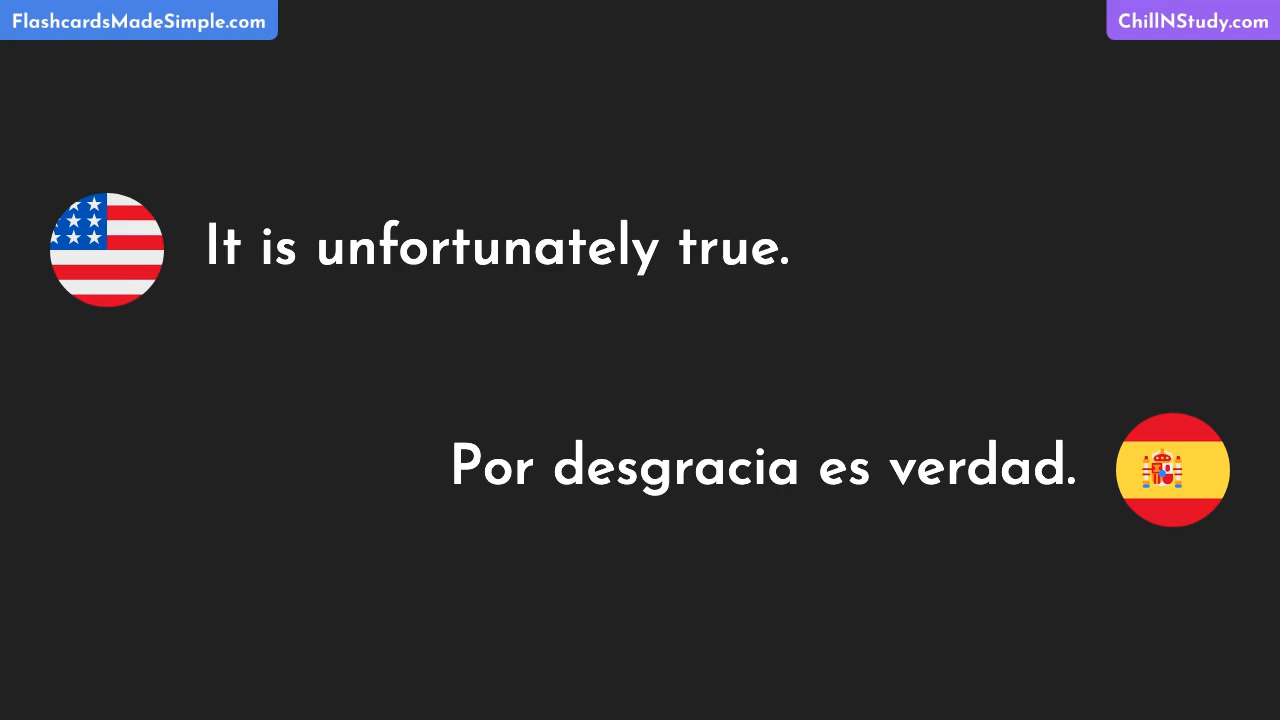 FlashcardsMadeSimple.com
ChillNStudy.com
It is unfortunately true.
Por desgracia es verdad.